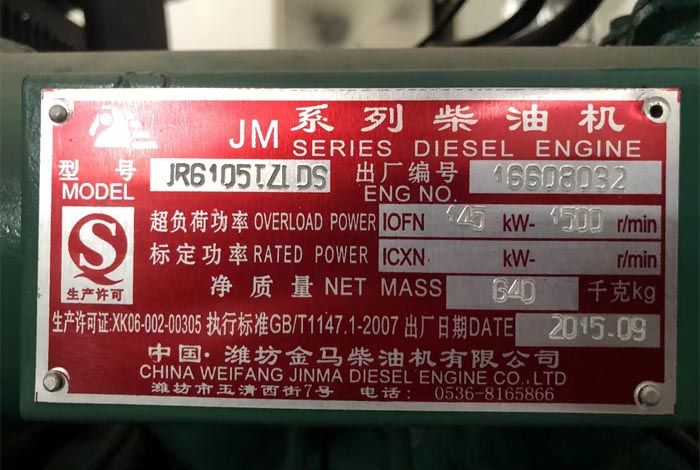 JM 系列柴油机
SERIES DIESEL ENGINE
型号 JR6105TZLDS 出厂编号 16608032
MODEL ENG NO.
超负荷功率 OVERLOAD POWER IOFN 145 kW- 1500 r/min
标定功率 RATED POWER ICXN kW- r/min
净质量 NET MASS 640 千克kg
生产许可证:XK06-002-00305 执行标准GB/T1147.1-2007 出厂日期DATE 2015.09
中国·潍坊金马柴油机有限公司
CHINA WEIFANG JINMA DIESEL ENGINE CO.,LTD
潍坊市玉清西街7号 电话: 0536-8165866
QS
生产许可